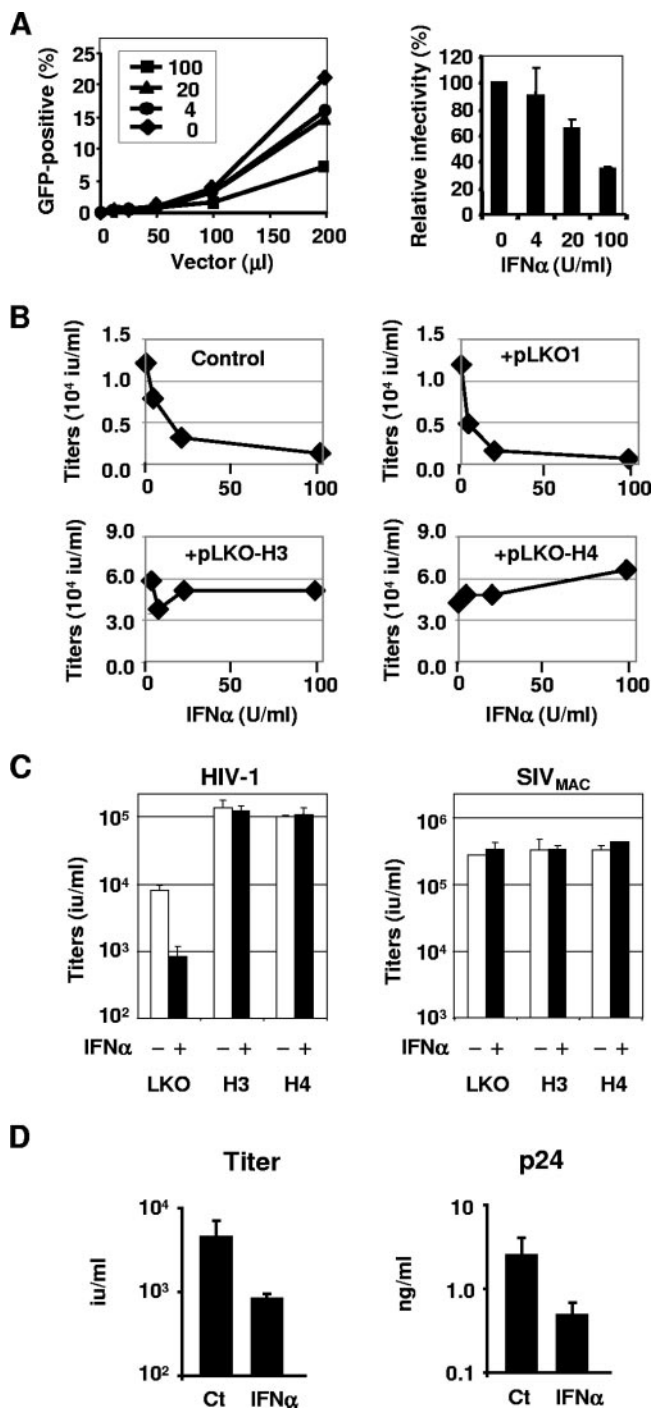 A
GFP-positive (%)
25
20
15
10
5
0
100
20
4
0
0 50 100 150 200
Vector (µl)
Relative infectivity (%)
120
100
80
60
40
20
0
0 4 20 100
IFNα (U/ml)
B
Titers (10⁴ iu/ml)
1.5
1.0
0.5
0.0
Control
0 50 100
Titers (10⁴ iu/ml)
1.5
1.0
0.5
0.0
+pLKO1
0 50 100
Titers (10⁴ iu/ml)
9.0
6.0
3.0
0.0
+pLKO-H3
0 50 100
IFNα (U/ml)
Titers (10⁴ iu/ml)
9.0
6.0
3.0
0.0
+pLKO-H4
0 50 100
IFNα (U/ml)
C
HIV-1
Titers (iu/ml)
10⁵
10⁴
10³
10²
IFNα – + – + – +
LKO H3 H4
SIVMAC
Titers (iu/ml)
10⁶
10⁵
10⁴
10³
– + – + – +
LKO H3 H4
D
Titer
iu/ml
10⁴
10³
10²
Ct IFNα
p24
ng/ml
10
1.0
0.1
Ct IFNα